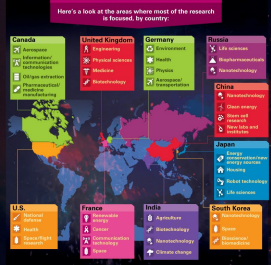 Here's a look at the areas where most of the research
is focused, by country:
Canada
Aerospace
Information/
communication
technologies
Oil/gas extraction
Pharmaceutical/
medicine
manufacturing
United Kingdom
Engineering
Physical sciences
Medicine
Biotechnology
Germany
Environment
Health
Physics
Aerospace/
transportation
Russia
Life sciences
Biopharmaceuticals
Nanotechnology
China
Nanotechnology
Clean energy
Stem cell
research
New labs and
institutes
Japan
Energy
conservation/new
energy sources
Housing
Robot technology
Life sciences
U.S.
National
defense
Health
Space/flight
research
France
Renewable
energy
Cancer
Communication
technology
Space
India
Agriculture
Biotechnology
Nanotechnology
Climate change
South Korea
Nanotechnology
Space
Bioscience/
biomedicine